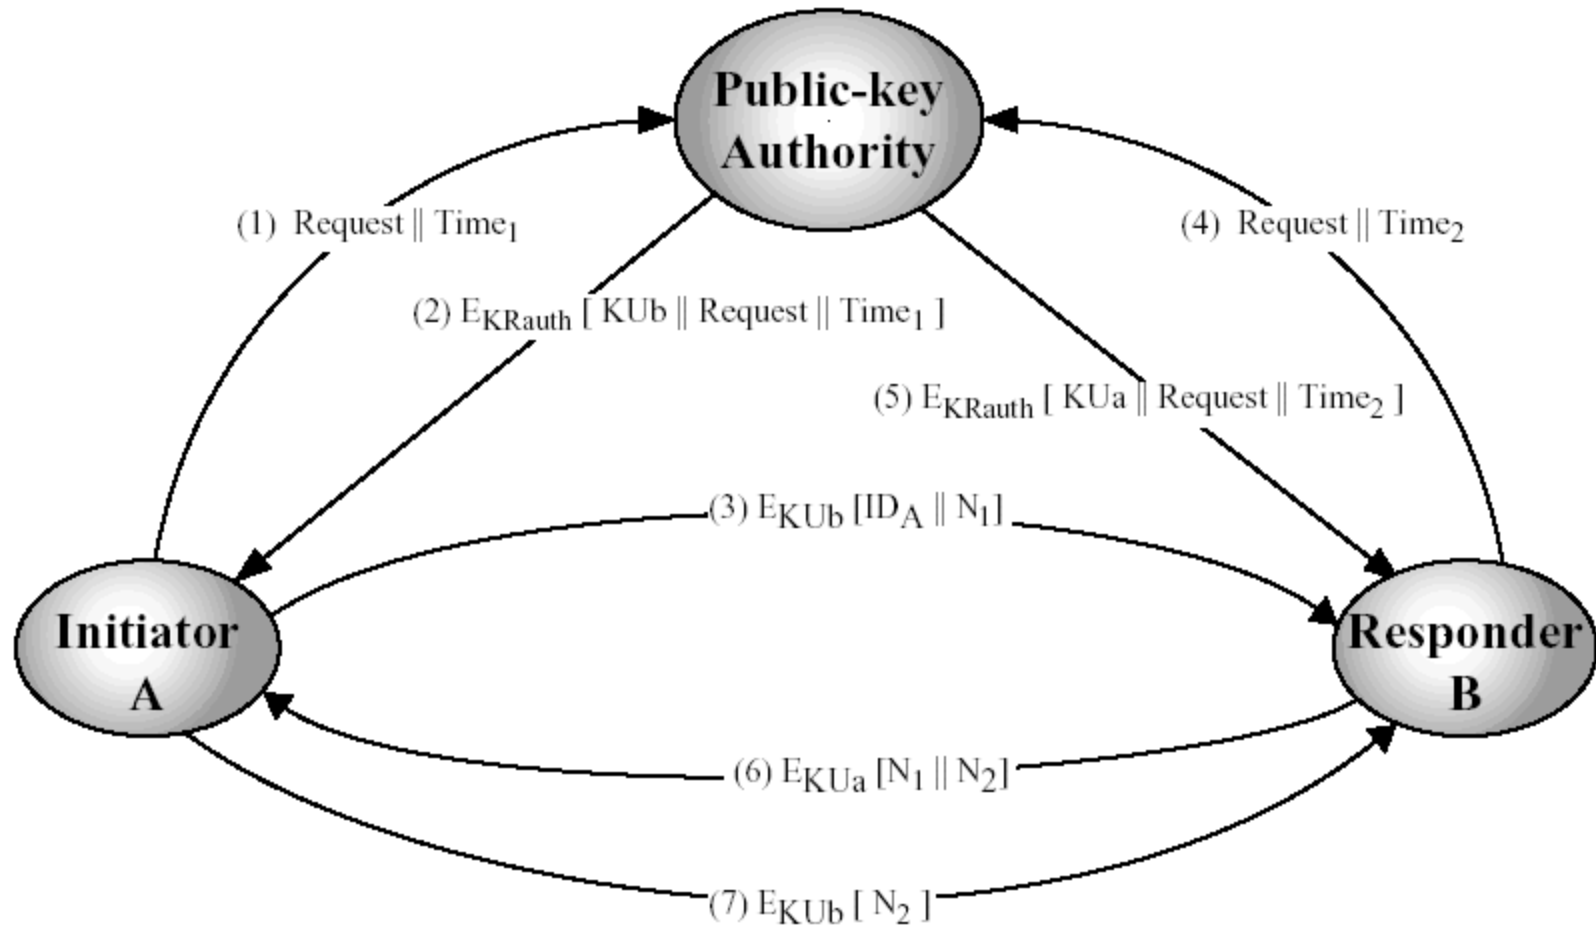 Public-key
Authority
(1) Request || Time1
(4) Request || Time2
(2) EKRauth [ KUb || Request || Time1 ]
(5) EKRauth [ KUa || Request || Time2 ]
(3) EKUb [IDA || N1]
Initiator
A
Responder
B
(6) EKUa [N1 || N2]
(7) EKUb [ N2 ]